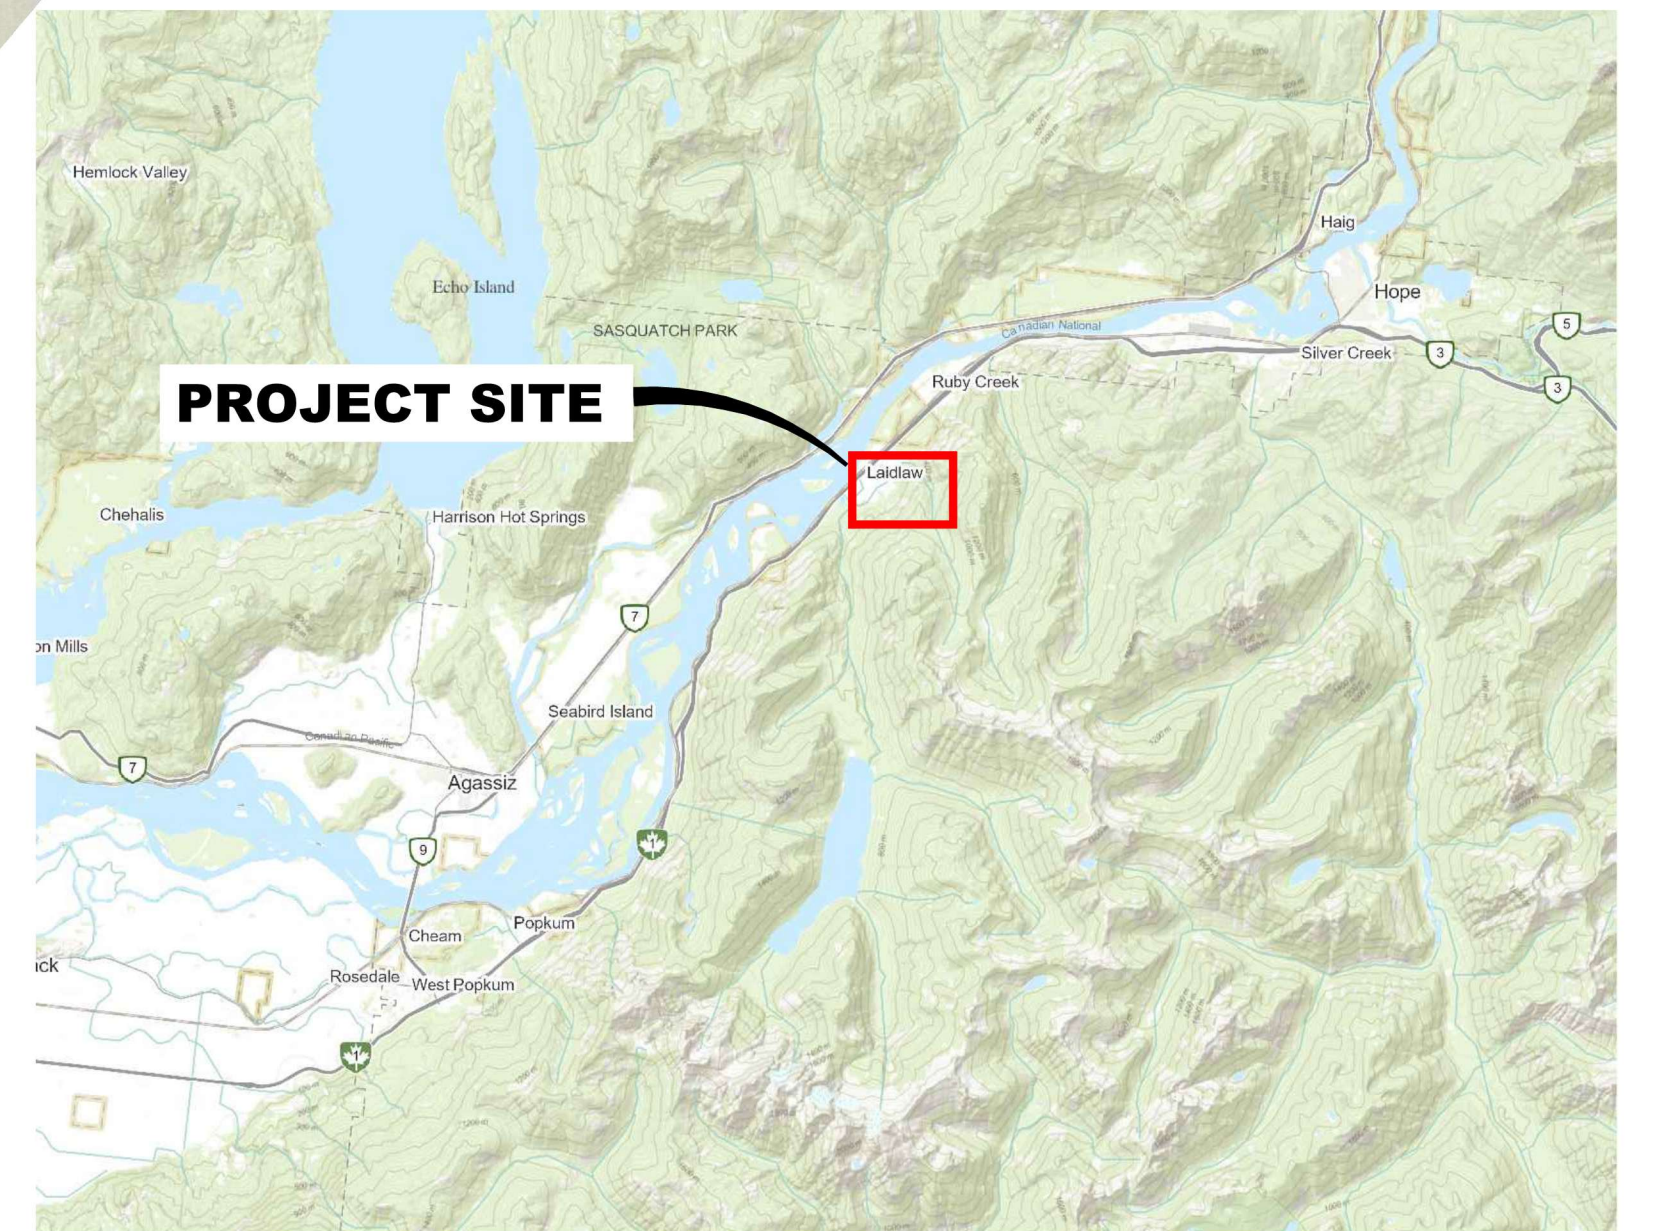 Hemlock Valley
Haig
Echo Island
Hope
SASQUATCH PARK
Canadian National
5
Silver Creek
3
Ruby Creek
3
PROJECT SITE
Laidlaw
Chehalis
Harrison Hot Springs
7
on Mills
Seabird Island
Canadian Pacific
7
Agassiz
1
9
Popkum
Cheam
ack
Rosedale
West Popkum
1